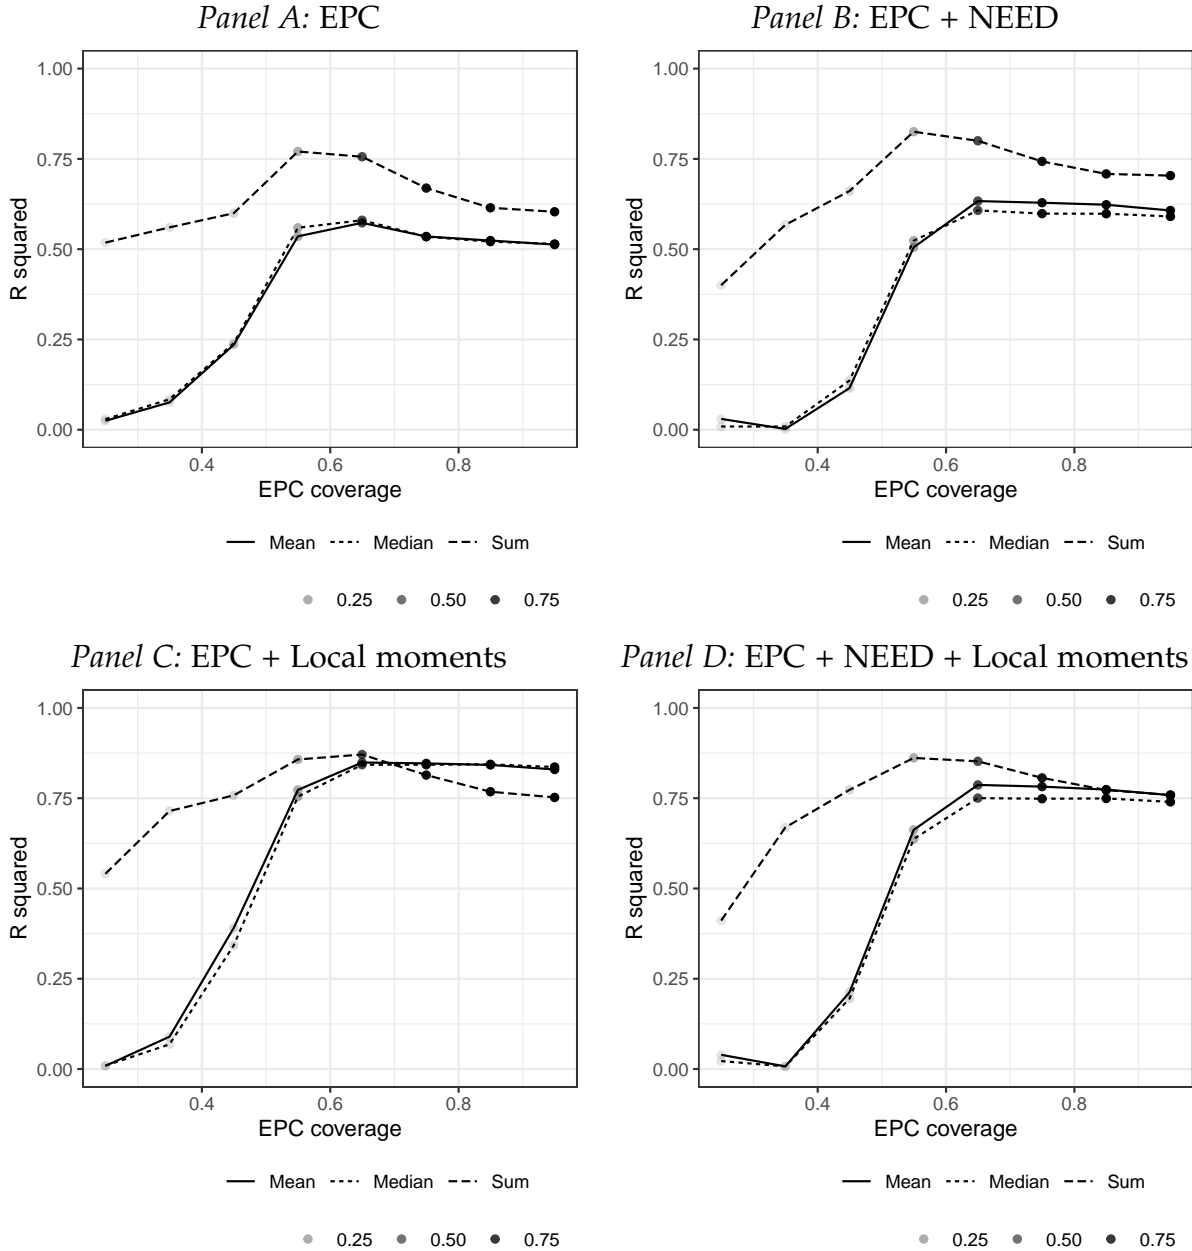 Panel A: EPC
1.00
0.75
0.50
0.25
0.00
R squared
0.4 0.6 0.8
EPC coverage
Mean Median Sum
0.25 0.50 0.75
Panel B: EPC + NEED
1.00
0.75
0.50
0.25
0.00
R squared
0.4 0.6 0.8
EPC coverage
Mean Median Sum
0.25 0.50 0.75
Panel C: EPC + Local moments
1.00
0.75
0.50
0.25
0.00
R squared
0.4 0.6 0.8
EPC coverage
Mean Median Sum
0.25 0.50 0.75
Panel D: EPC + NEED + Local moments
1.00
0.75
0.50
0.25
0.00
R squared
0.4 0.6 0.8
EPC coverage
Mean Median Sum
0.25 0.50 0.75